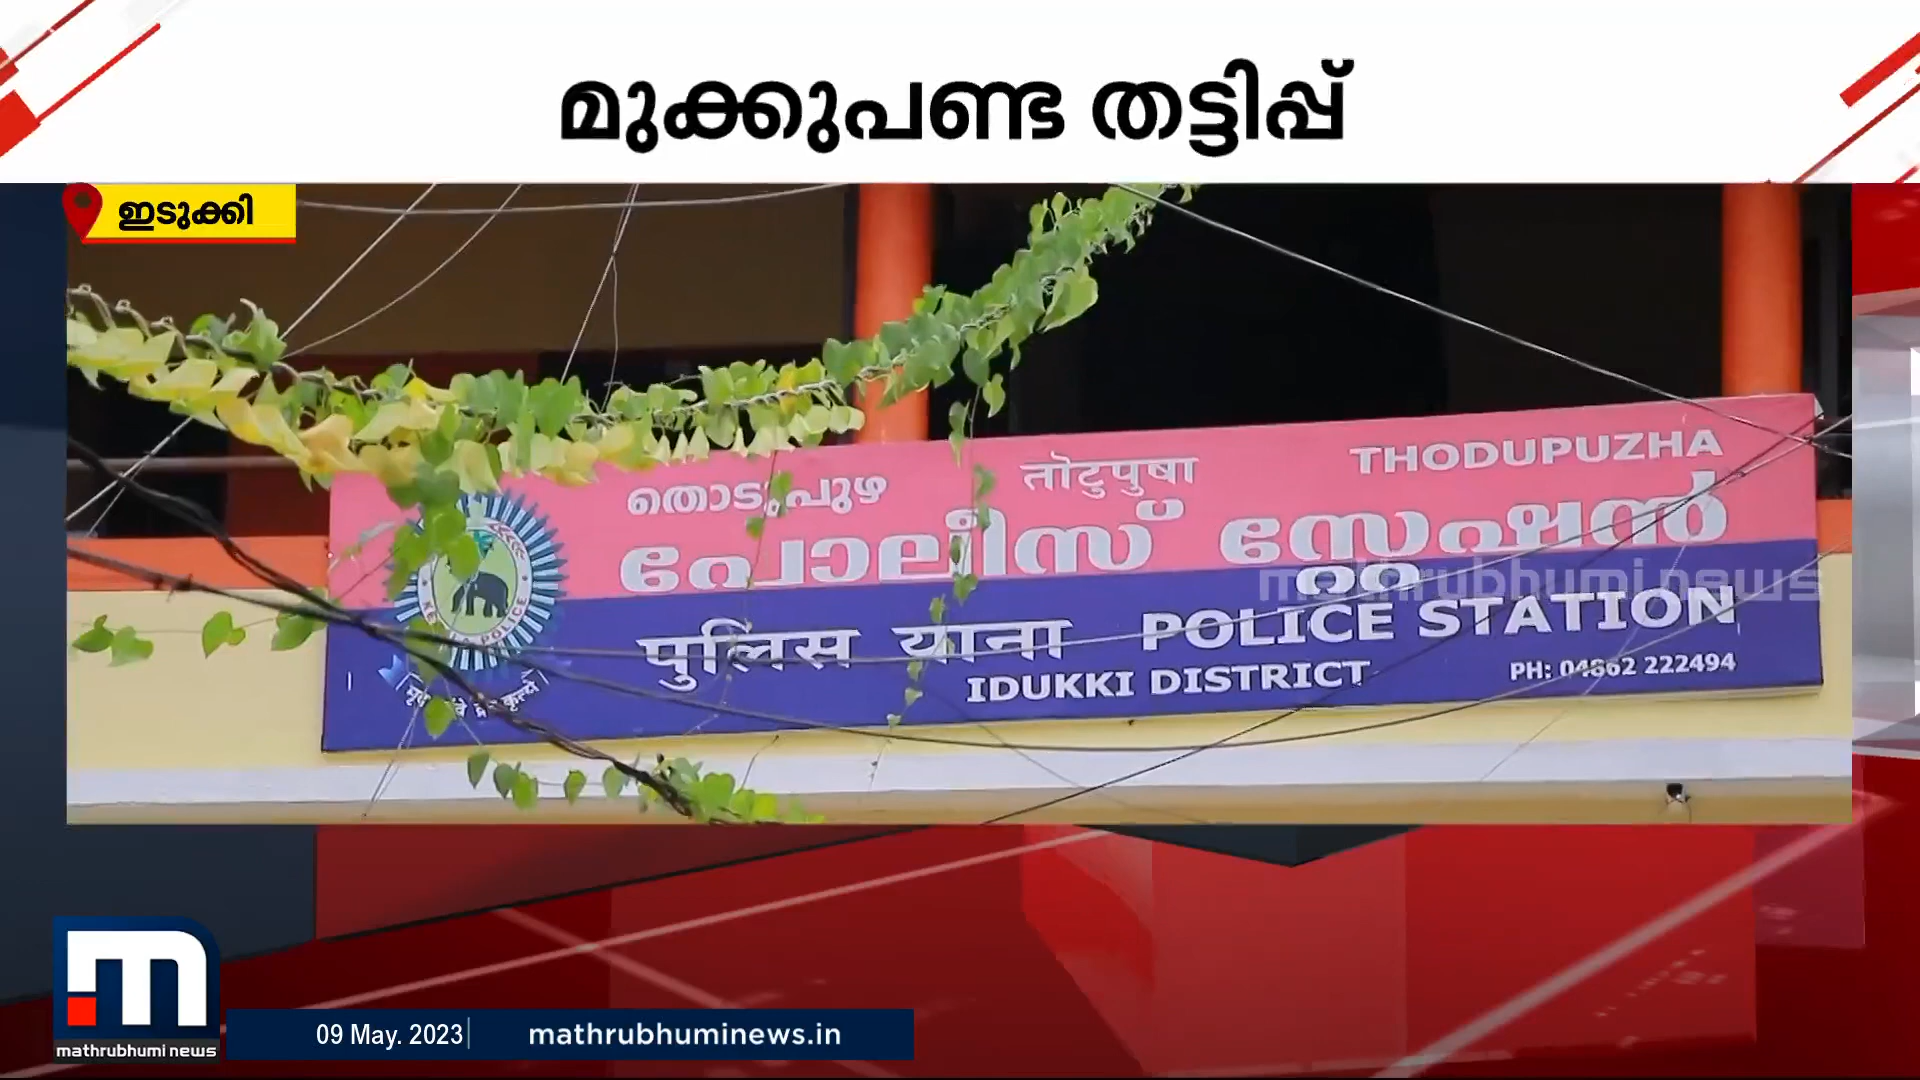 മുക്കുപണ്ട തട്ടിപ്പ്
ഇടുക്കി
തൊടുപുഴ तॊटुपुषा THODUPUZHA
പോലീസ് സ്റ്റേഷൻ
mathrubhumi news
पुलिस थाना POLICE STATION
IDUKKI DISTRICT
PH: 04862 222494
POLICE
mathrubhumi news
09 May. 2023
mathrubhuminews.in